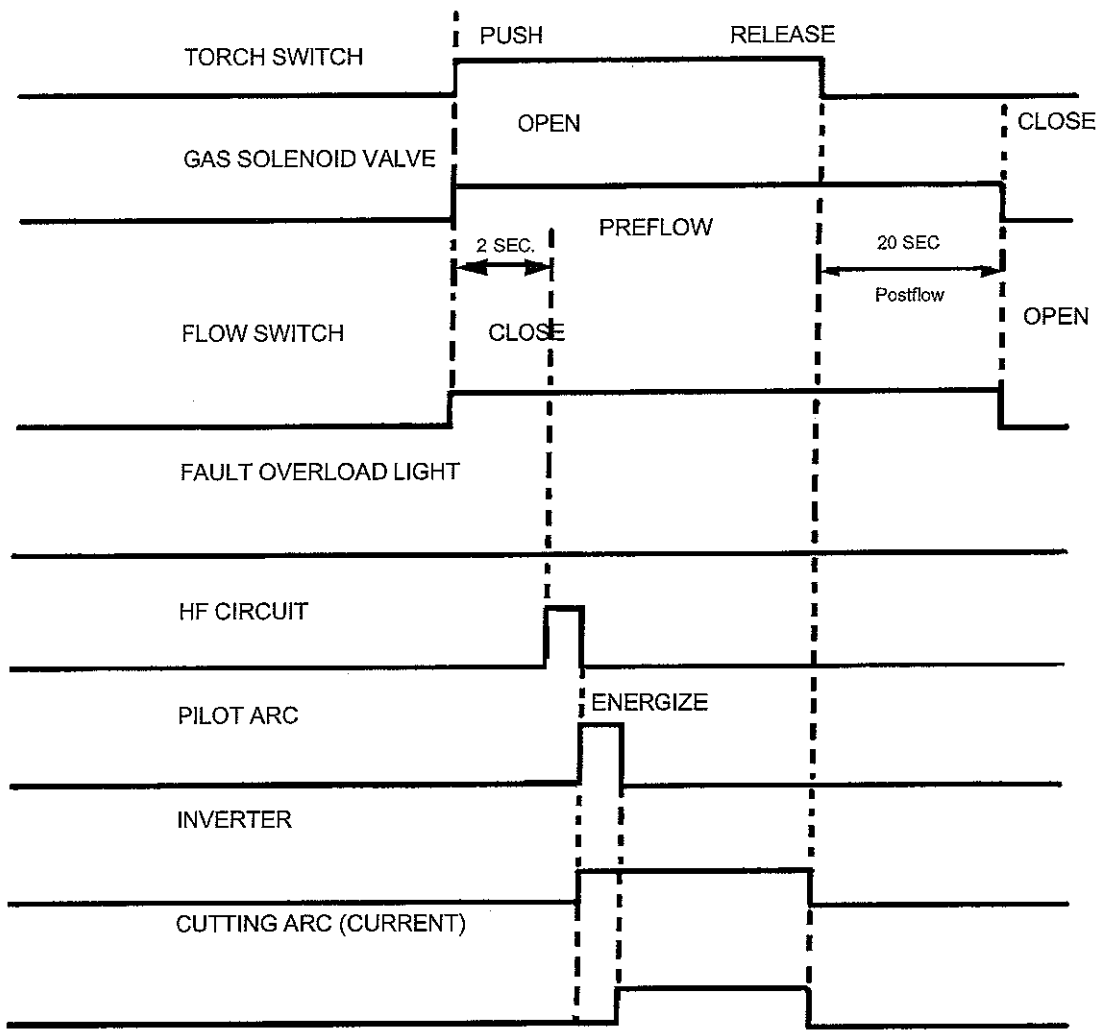 PUSH
RELEASE
TORCH SWITCH
OPEN
CLOSE
GAS SOLENOID VALVE
PREFLOW
2 SEC.
20 SEC
Postflow
FLOW SWITCH
CLOSE
OPEN
FAULT OVERLOAD LIGHT
HF CIRCUIT
PILOT ARC
ENERGIZE
INVERTER
CUTTING ARC (CURRENT)